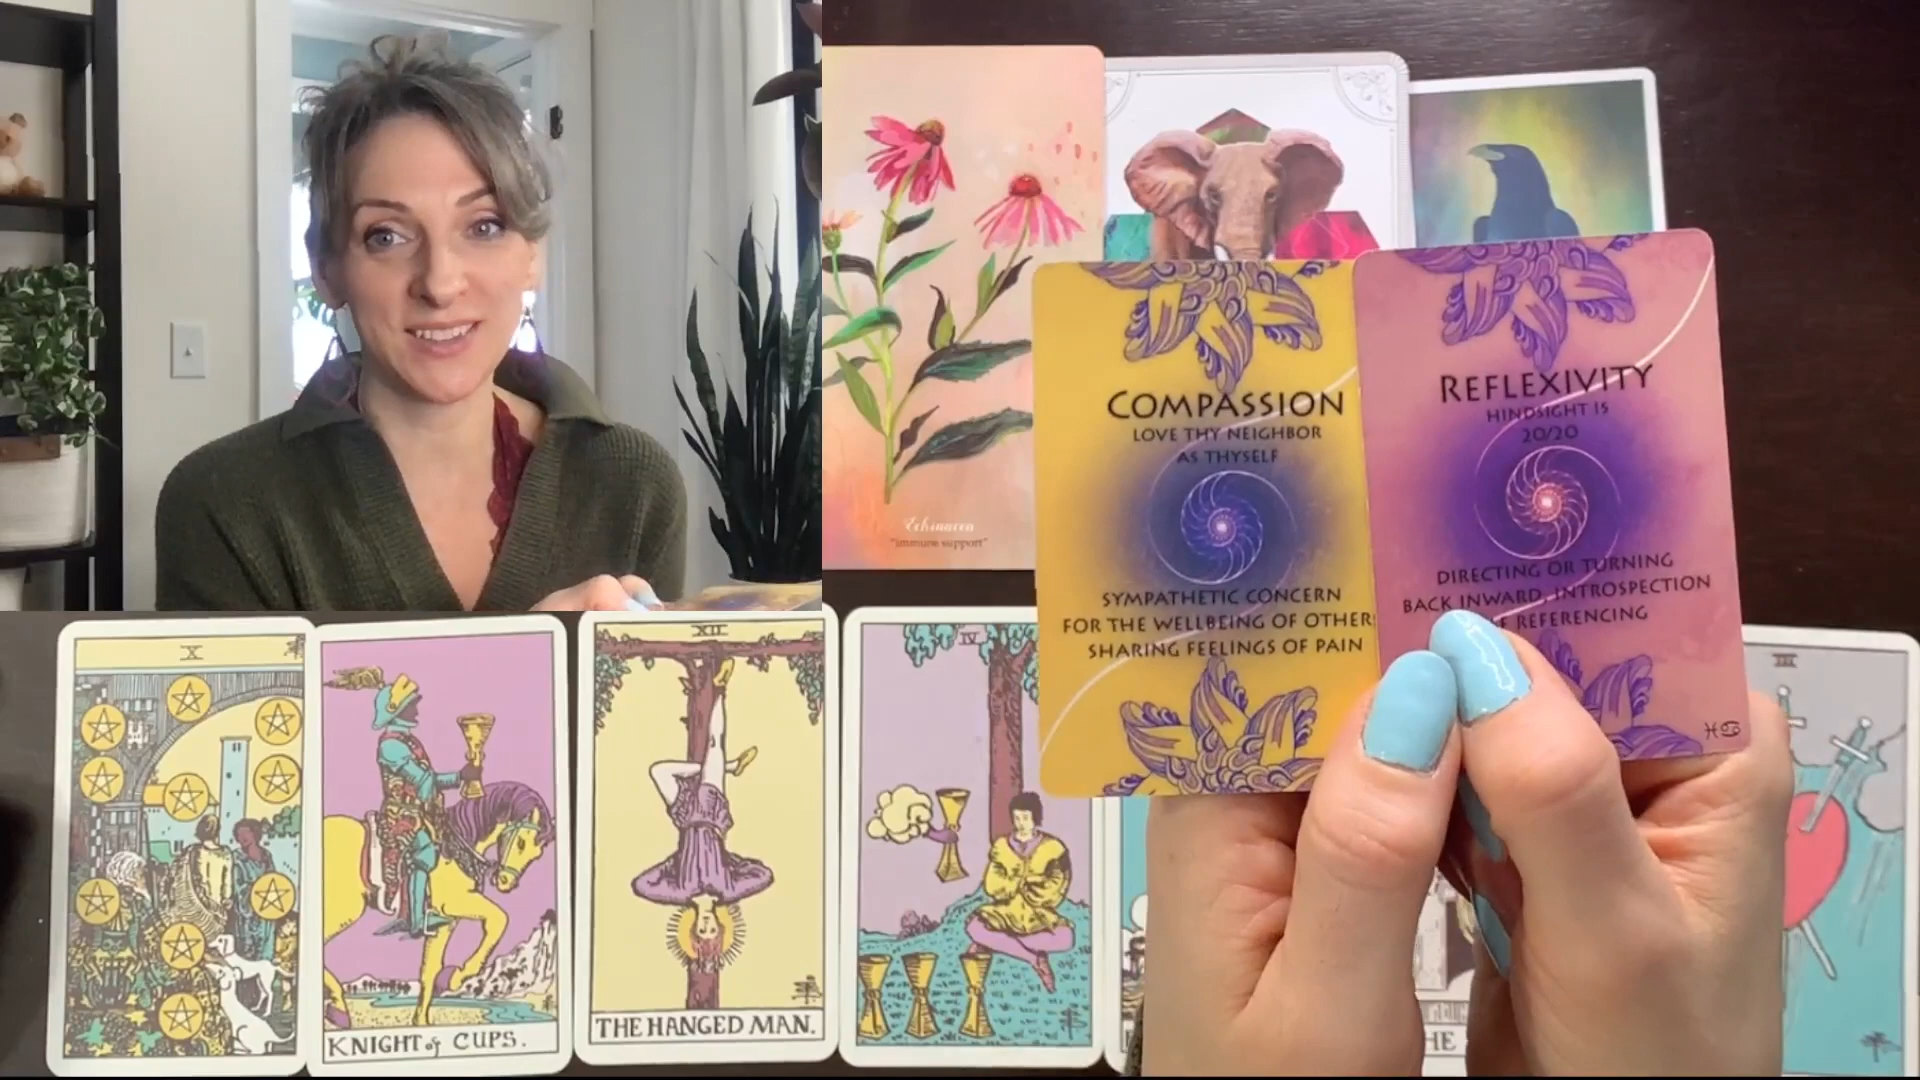 Echinacea
"immune support"
COMPASSION
LOVE THY NEIGHBOR
AS THYSELF
SYMPATHETIC CONCERN
FOR THE WELLBEING OF OTHER
SHARING FEELINGS OF PAIN
REFLEXIVITY
HINDSIGHT IS
20/20
DIRECTING OR TURNING
BACK INWARD, INTROSPECTION
REFERENCING
X
KNIGHT of CUPS.
XII
THE HANGED MAN.
IV
HE
III